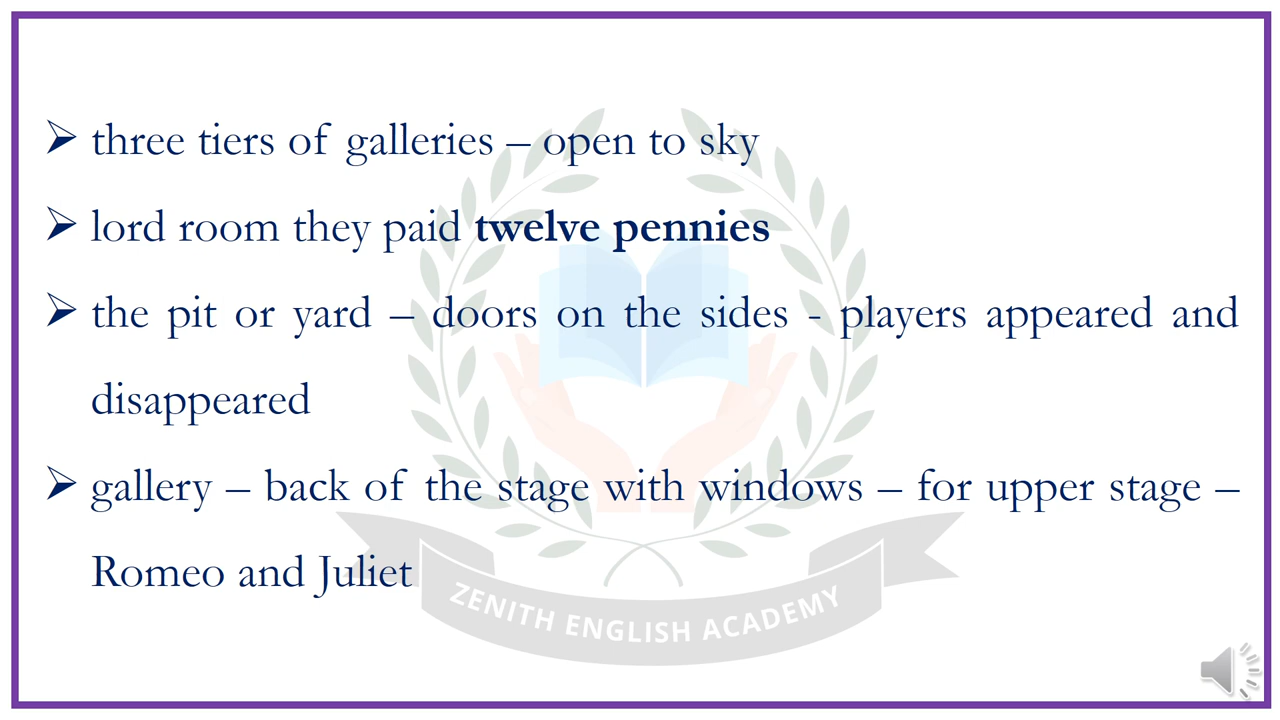 three tiers of galleries – open to sky
lord room they paid twelve pennies
the pit or yard – doors on the sides - players appeared and
disappeared
gallery – back of the stage with windows – for upper stage –
Romeo and Juliet
ZENITH ENGLISH ACADEMY